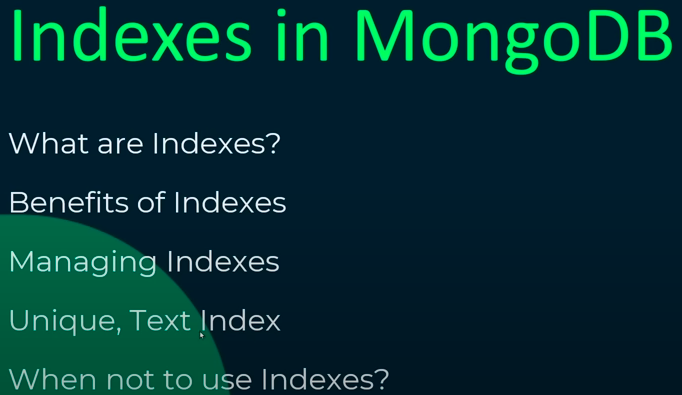 Indexes in MongoDB
What are Indexes?
Benefits of Indexes
Managing Indexes
Unique, Text Index
When not to use Indexes?